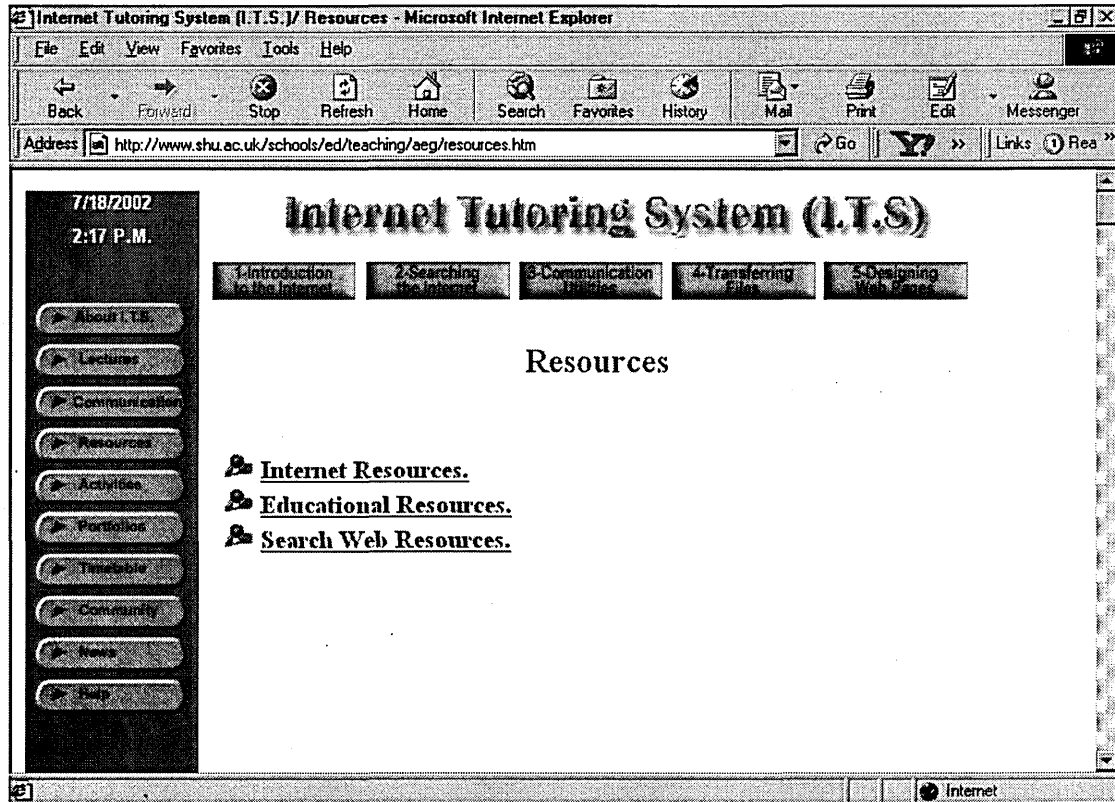 Internet Tutoring System (I.T.S.)/ Resources - Microsoft Internet Explorer
File Edit View Favorites Tools Help
Back Forward Stop Refresh Home Search Favorites History Mail Print Edit Messenger
Address http://www.shu.ac.uk/schools/ed/teaching/aeg/resources.htm Go Y? » Links Rea »
7/18/2002
2:17 P.M.
Internet Tutoring System (I.T.S)
1-Introduction to the Internet
2-Searching the Internet
3-Communication Utilities
4-Transferring Files
5-Designing Web Pages
About I.T.S.
Lectures
Communication
Resources
Activities
Portfolios
Timetable
Community
News
Help
Resources
Internet Resources.
Educational Resources.
Search Web Resources.
Internet